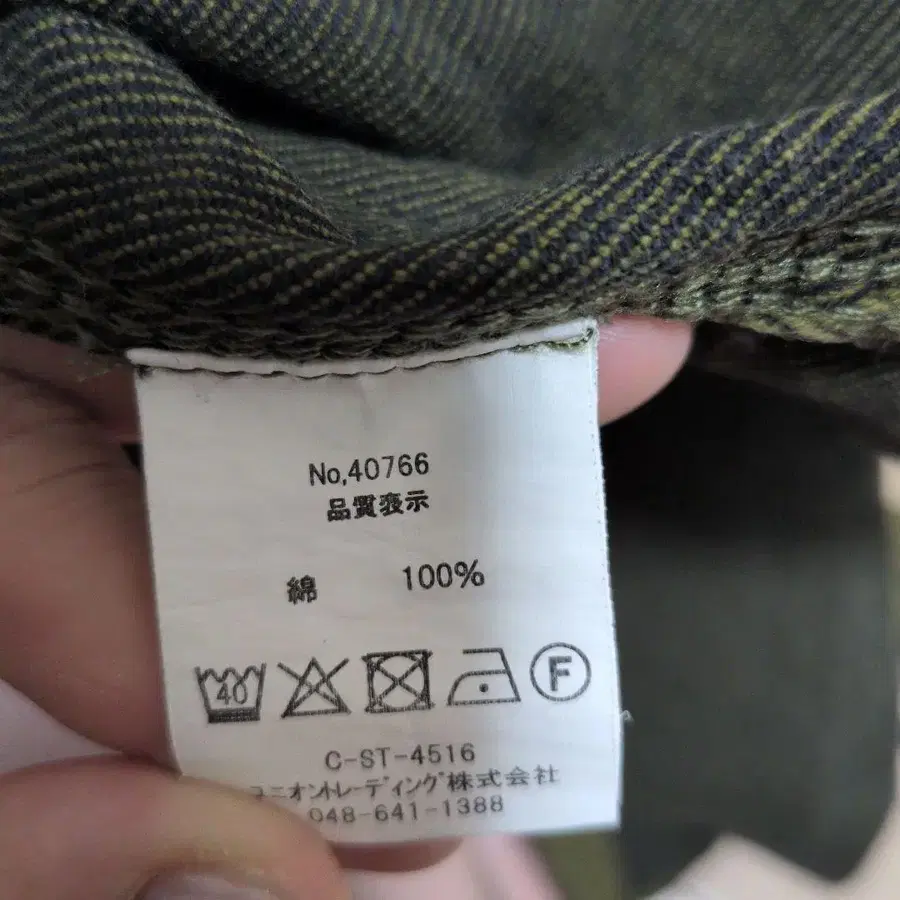 No,40766
品質表示
綿 100%
40 F
C-ST-4516
ユニオントレーディング株式会社
048-641-1388